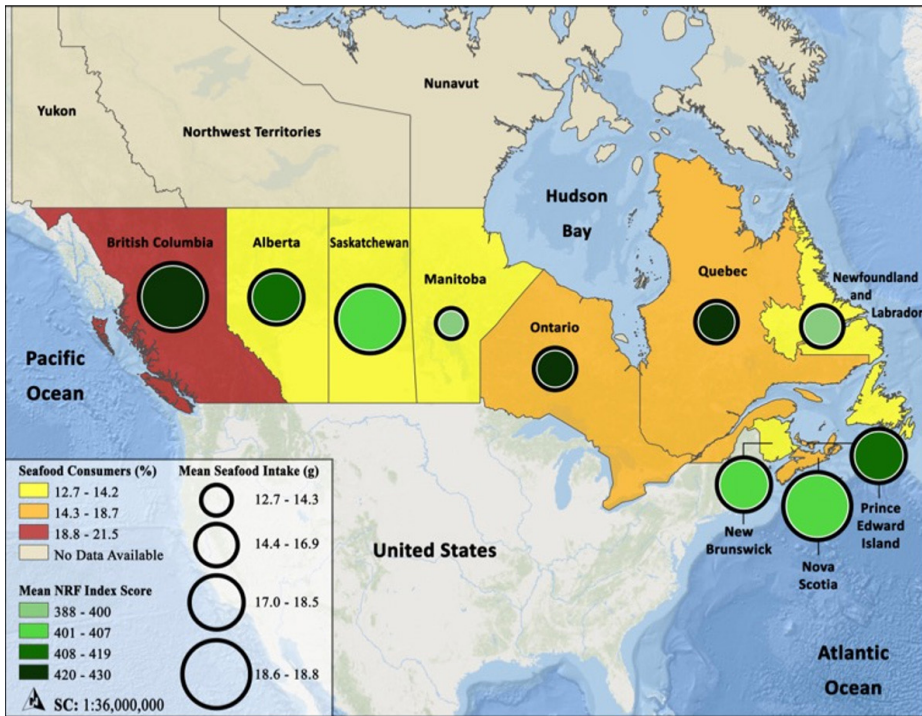 Yukon
Northwest Territories
Nunavut
Hudson
Bay
British Columbia
Alberta
Saskatchewan
Manitoba
Ontario
Quebec
Newfoundland
and
Labrador
Pacific
Ocean
United States
New
Brunswick
Nova
Scotia
Prince
Edward
Island
Atlantic
Ocean
Seafood Consumers (%)
12.7 - 14.2
14.3 - 18.7
18.8 - 21.5
No Data Available
Mean NRF Index Score
388 - 400
401 - 407
408 - 419
420 - 430
SC: 1:36,000,000
Mean Seafood Intake (g)
12.7 - 14.3
14.4 - 16.9
17.0 - 18.5
18.6 - 18.8